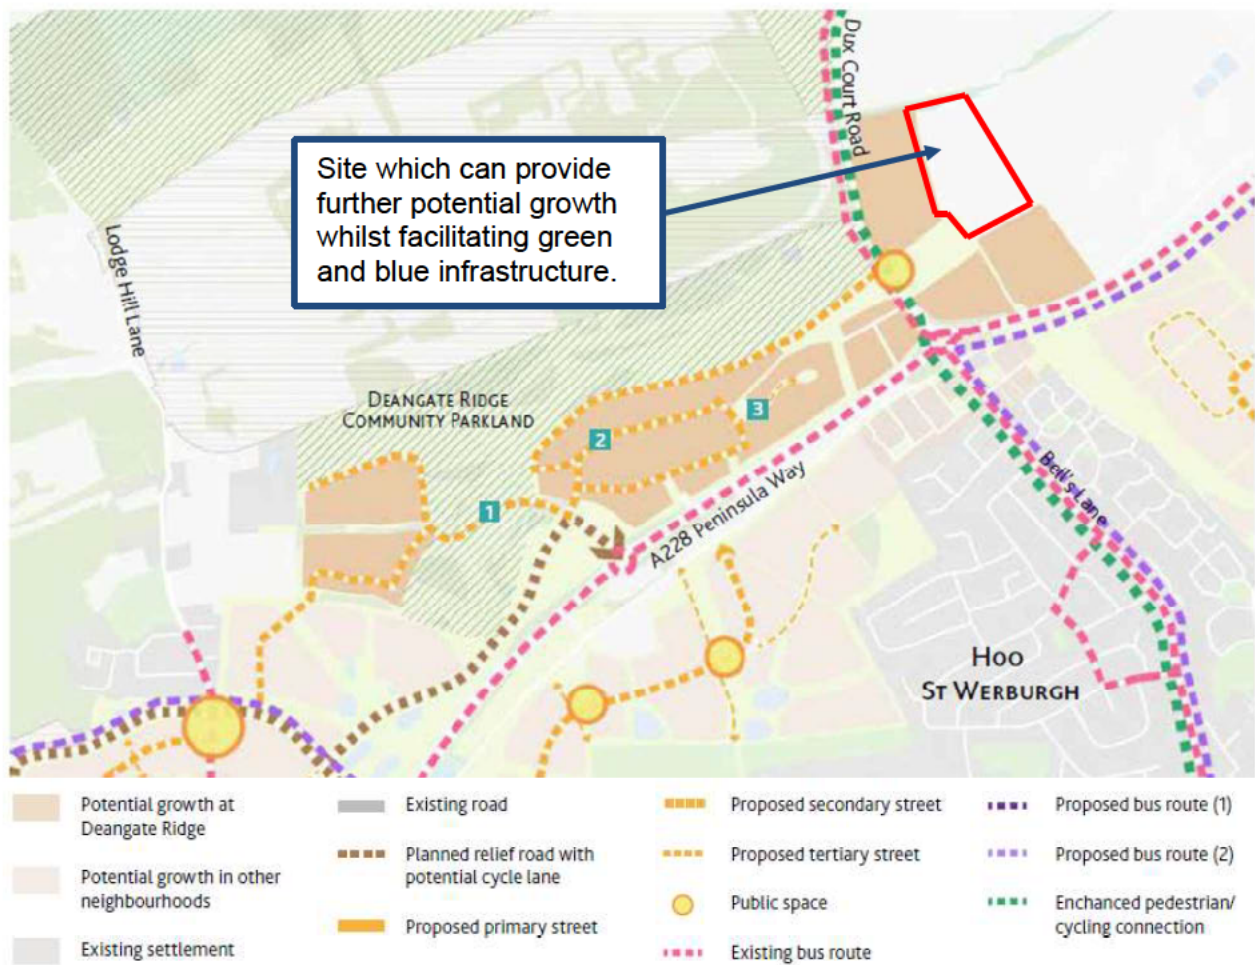 Dux Court Road
Site which can provide
further potential growth
whilst facilitating green
and blue infrastructure.
Lodge Hill Lane
DEANGATE RIDGE
COMMUNITY PARKLAND
3
2
1
A228 Peninsula Way
Bell's Lane
HOO
ST WERBURGH
Potential growth at
Deangate Ridge
Potential growth in other
neighbourhoods
Existing settlement
Existing road
Planned relief road with
potential cycle lane
Proposed primary street
Proposed secondary street
Proposed tertiary street
Public space
Existing bus route
Proposed bus route (1)
Proposed bus route (2)
Enchanced pedestrian/
cycling connection